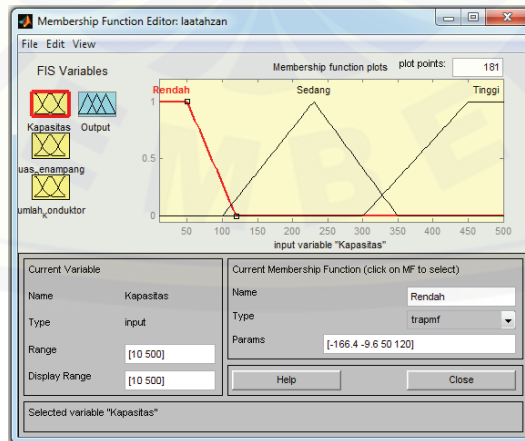 Membership Function Editor: laatahzan
File Edit View
FIS Variables
Kapasitas Output
uas_enampang
umlah_Konduktor
Membership function plots plot points: 181
Rendah Sedang Tinggi
1
0.5
0
50 100 150 200 250 300 350 400 450 500
input variable "Kapasitas"
Current Variable
Name Kapasitas
Type input
Range [10 500]
Display Range [10 500]
Current Membership Function (click on MF to select)
Name Rendah
Type trapmf
Params [-166.4 -9.6 50 120]
Help Close
Selected variable "Kapasitas"